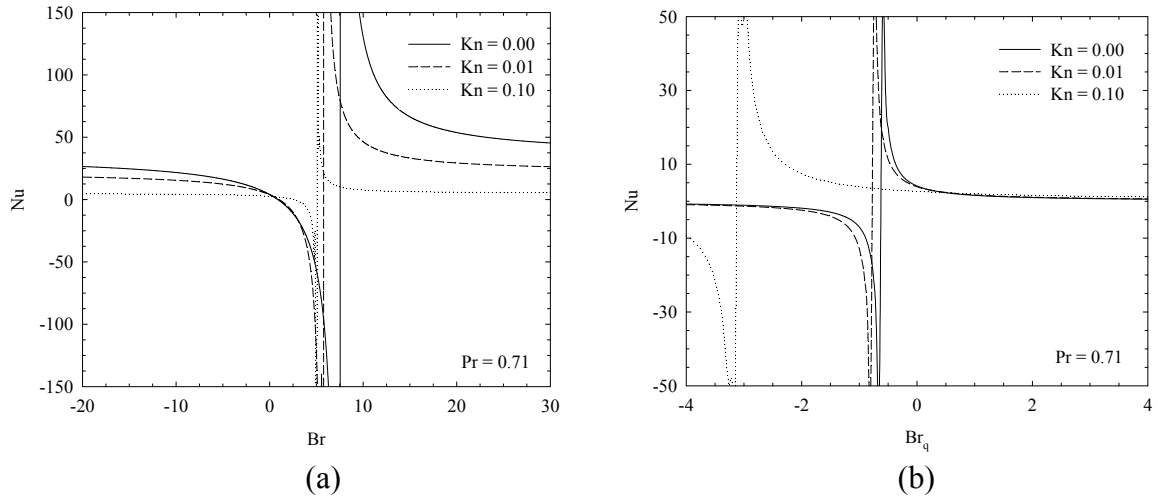 150
100
50
0
-50
-100
-150
Nu
Kn = 0.00
Kn = 0.01
Kn = 0.10
Pr = 0.71
-20 -10 0 10 20 30
Br
(a)
50
30
10
-10
-30
-50
Nu
Kn = 0.00
Kn = 0.01
Kn = 0.10
Pr = 0.71
-4 -2 0 2 4
Br_q
(b)